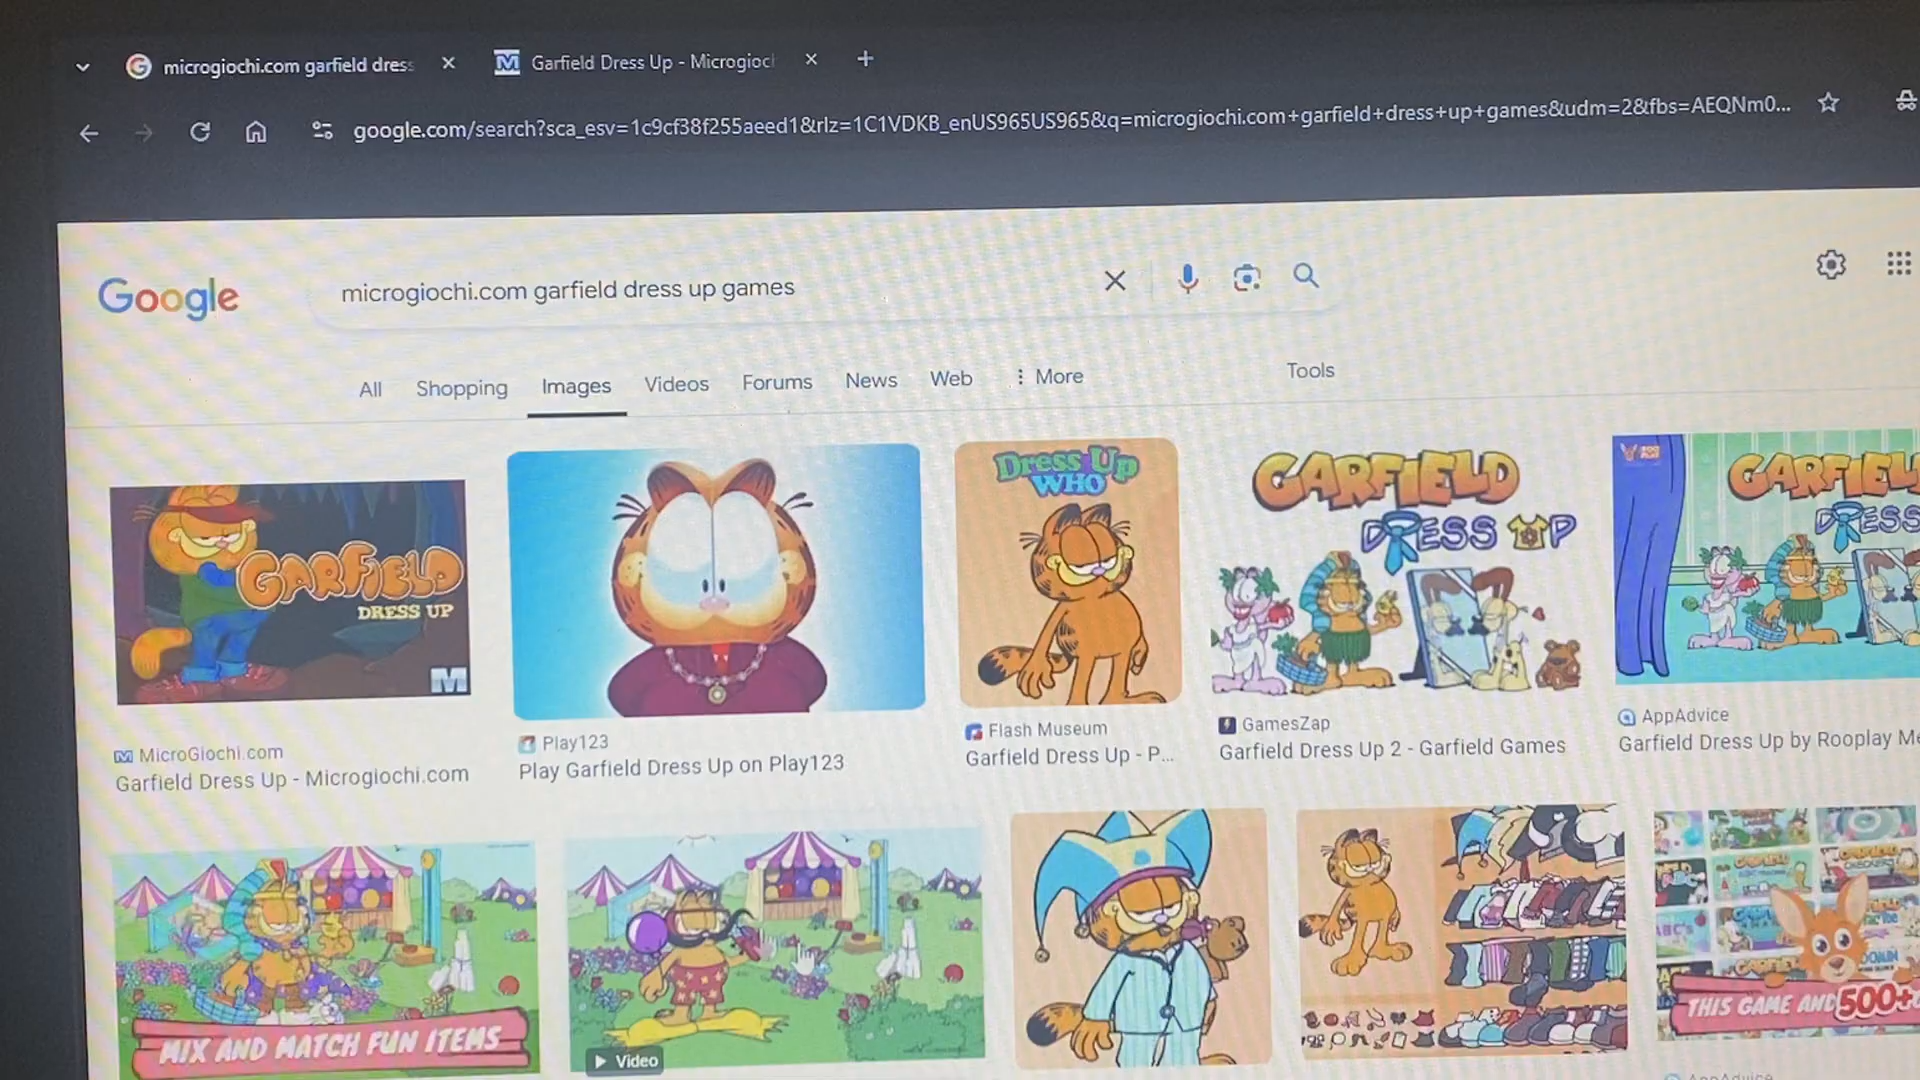 microgiochi.com garfield dress
Garfield Dress Up - Microgioch
google.com/search?sca_esv=1c9cf38f255aeed1&rlz=1C1VDKB_enUS965US965&q=microgiochi.com+garfield+dress+up+games&udm=2&fbs=AEQNm0...
Google
microgiochi.com garfield dress up games
All Shopping Images Videos Forums News Web More Tools
GARFIELD
DRESS UP
M
Dress Up
WHO
GARFIELD
DRESS UP
GARFIEL
DRESS
MicroGiochi.com
Garfield Dress Up - Microgiochi.com
Play123
Play Garfield Dress Up on Play123
Flash Museum
Garfield Dress Up - P...
GamesZap
Garfield Dress Up 2 - Garfield Games
AppAdvice
Garfield Dress Up by Rooplay Me
MIX AND MATCH FUN ITEMS
Video
THIS GAME AND 500+
AppAdvice